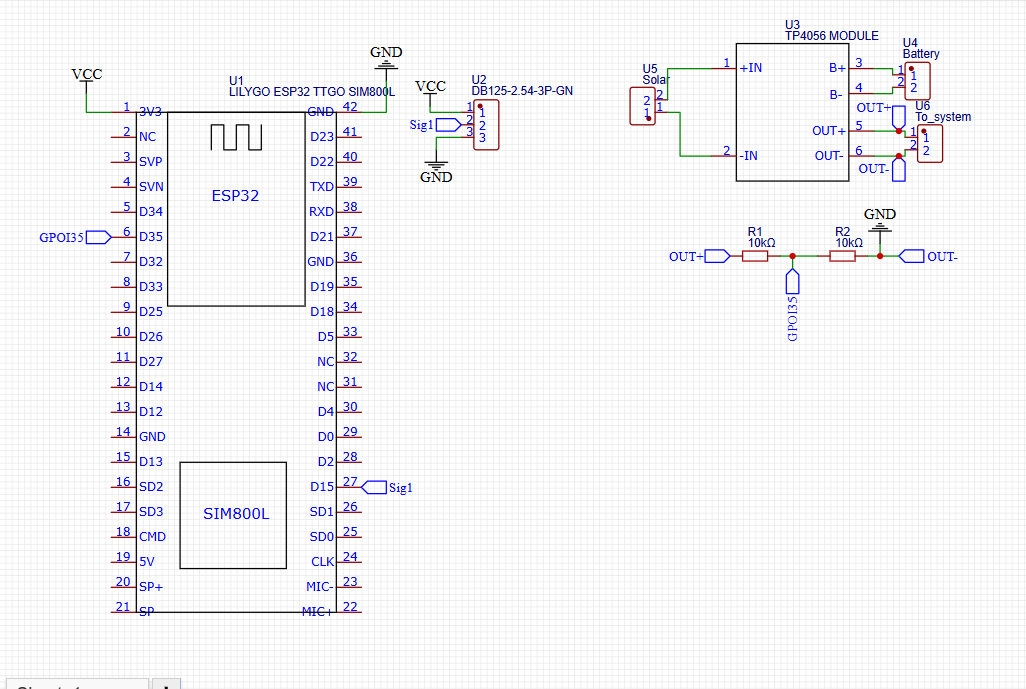 VCC
GND
U1
LILYGO ESP32 TTGO SIM800L
1 3V3
2 NC
3 SVP
4 SVN
5 D34
GPOI35 6 D35
7 D32
8 D33
9 D25
10 D26
11 D27
12 D14
13 D12
14 GND
15 D13
16 SD2
17 SD3
18 CMD
19 5V
20 SP+
21 SP-
ESP32
SIM800L
GND 42
D23 41
D22 40
TXD 39
RXD 38
D21 37
GND 36
D19 35
D18 34
D5 33
NC 32
NC 31
D4 30
D0 29
D2 28
D15 27 Sig1
SD1 26
SD0 25
CLK 24
MIC- 23
MIC+ 22
VCC
U2
DB125-2.54-3P-GN
1 1
Sig1 2 2
3 3
GND
U5
Solar
2 2
1 1
U3
TP4056 MODULE
1 +IN
2 -IN
B+ 3
B- 4
OUT+ 5
OUT- 6
U4
Battery
1 1
2 2
OUT+
U6
To_system
1 1
2 2
OUT-
GND
R1
10kΩ
R2
10kΩ
OUT+
OUT-
GPOI35